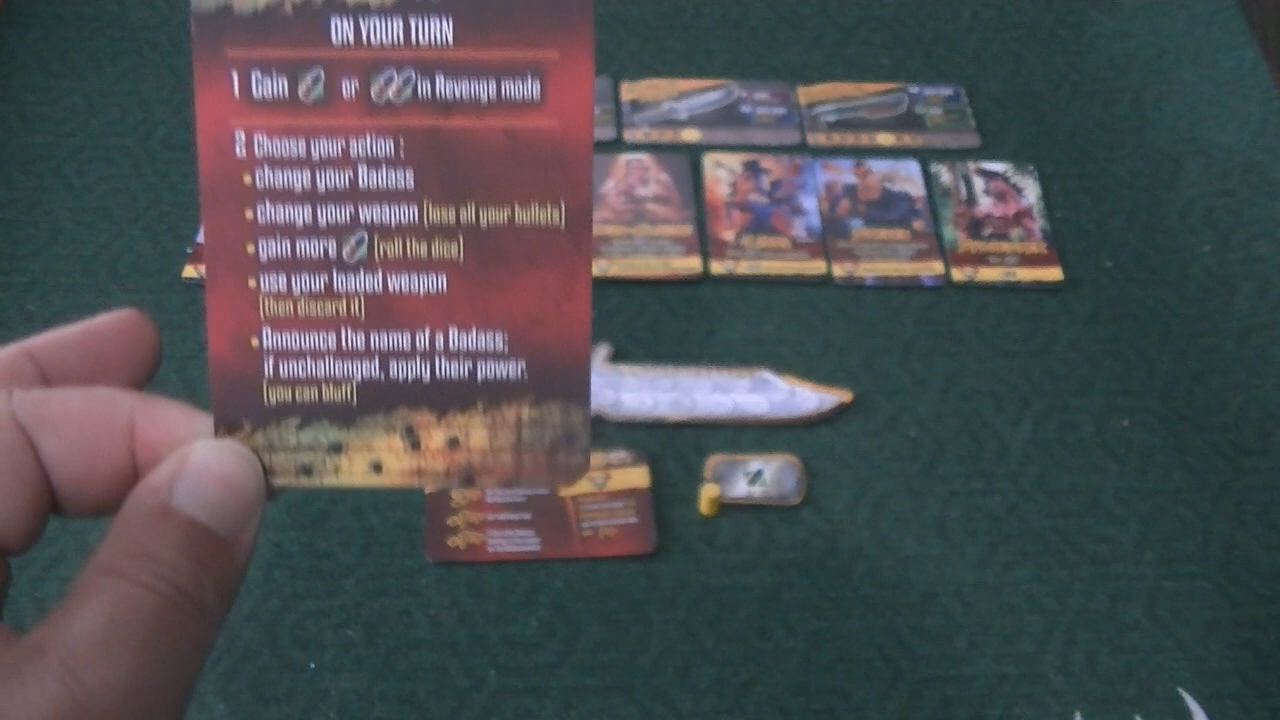 ON YOUR TURN
1 Gain or in Revenge mode
2 Choose your action :
change your Badass
change your weapon (lose all your bullets)
gain more (roll the dice)
use your loaded weapon
(then discard it)
Announce the name of a Badass:
if unchallenged, apply their power.
(you can bluff)